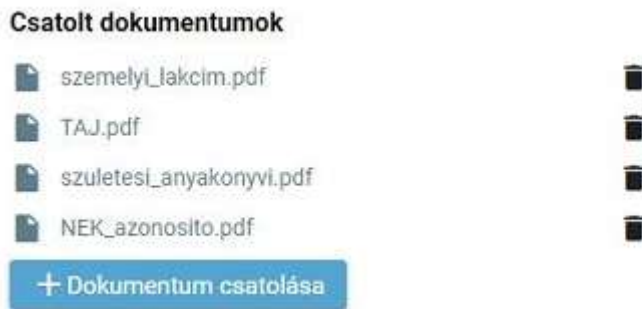 Csatolt dokumentumok
szemelyi_lakcim.pdf
TAJ.pdf
szuletesi_anyakonyvi.pdf
NEK_azonosito.pdf
+ Dokumentum csatolása